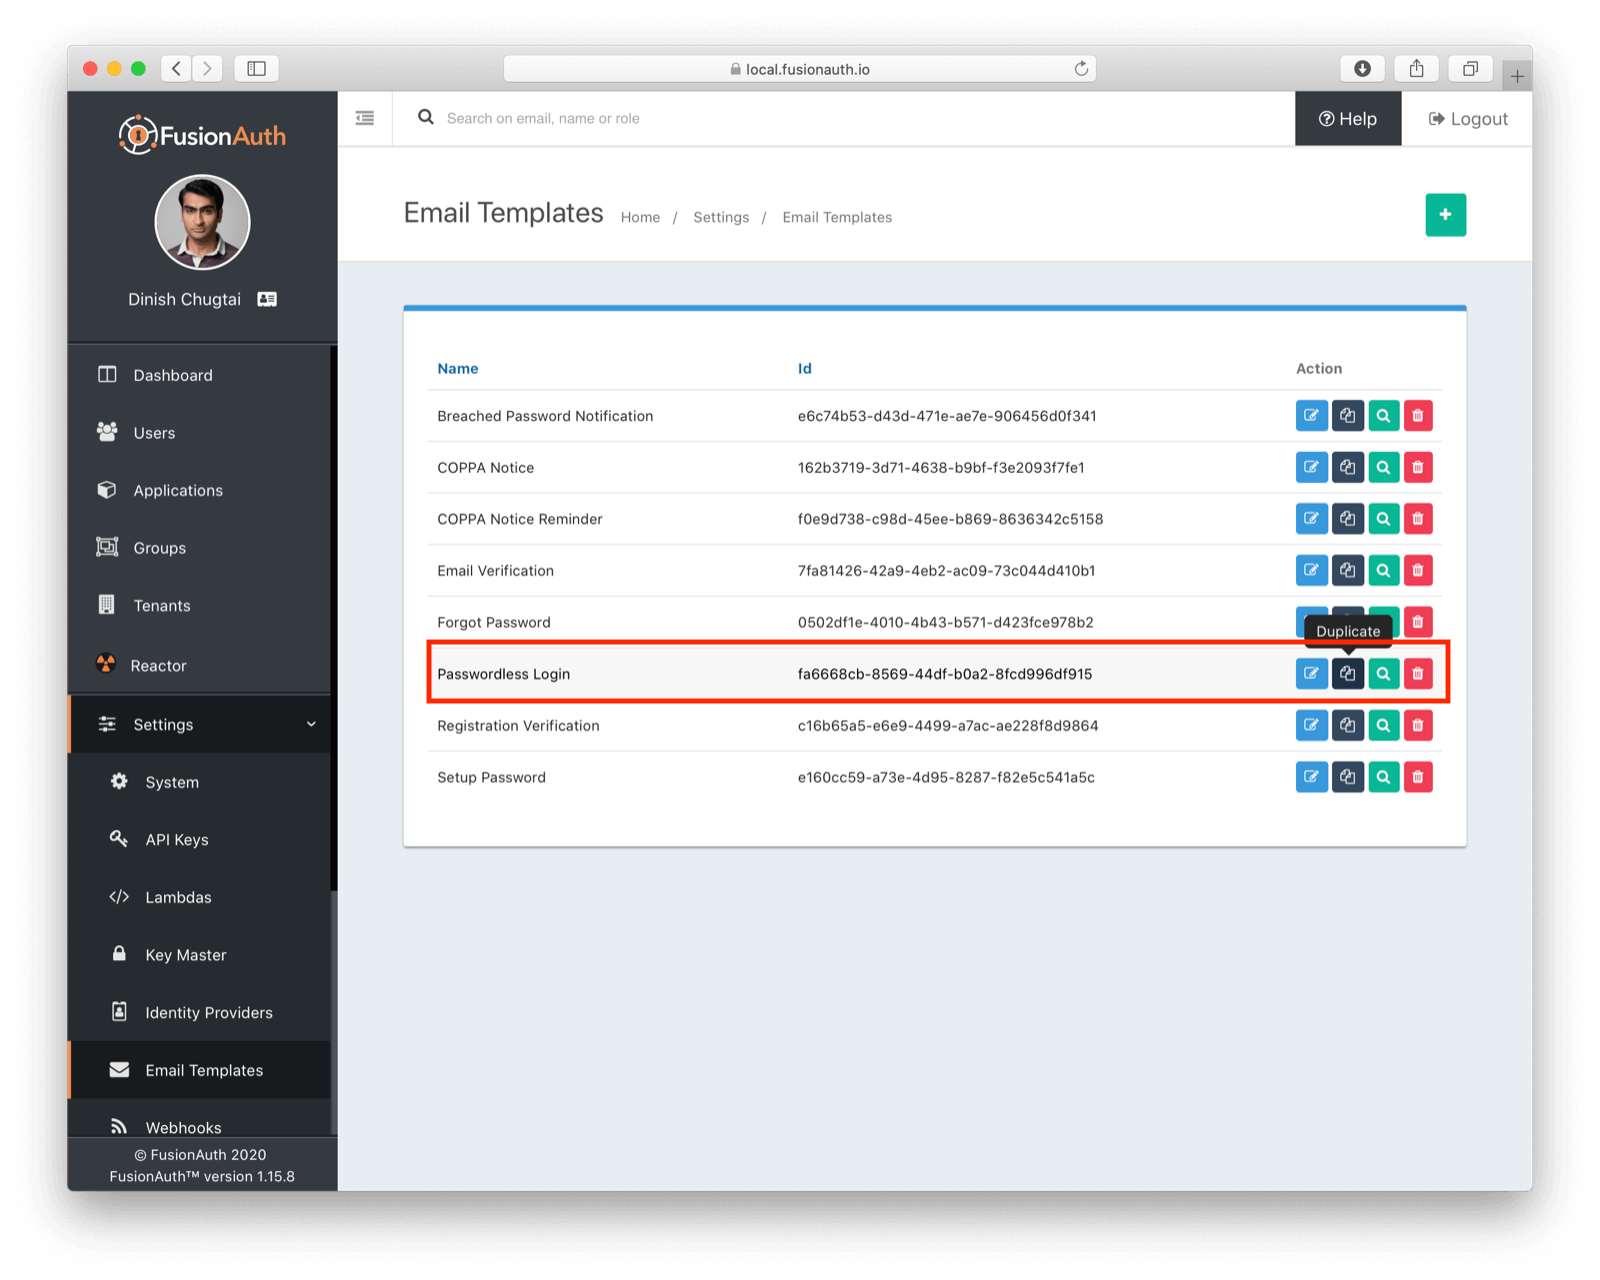 local.fusionauth.io
FusionAuth
Search on email, name or role
Help
Logout
Dinish Chugtai
Email Templates
Home / Settings / Email Templates
Dashboard
Users
Applications
Groups
Tenants
Reactor
Settings
System
API Keys
Lambdas
Key Master
Identity Providers
Email Templates
Webhooks
© FusionAuth 2020
FusionAuth™ version 1.15.8
Name Id Action
Breached Password Notification e6c74b53-d43d-471e-ae7e-906456d0f341
COPPA Notice 162b3719-3d71-4638-b9bf-f3e2093f7fe1
COPPA Notice Reminder f0e9d738-c98d-45ee-b869-8636342c5158
Email Verification 7fa81426-42a9-4eb2-ac09-73c044d410b1
Forgot Password 0502df1e-4010-4b43-b571-d423fce978b2
Duplicate
Passwordless Login fa6668cb-8569-44df-b0a2-8fcd996df915
Registration Verification c16b65a5-e6e9-4499-a7ac-ae228f8d9864
Setup Password e160cc59-a73e-4d95-8287-f82e5c541a5c